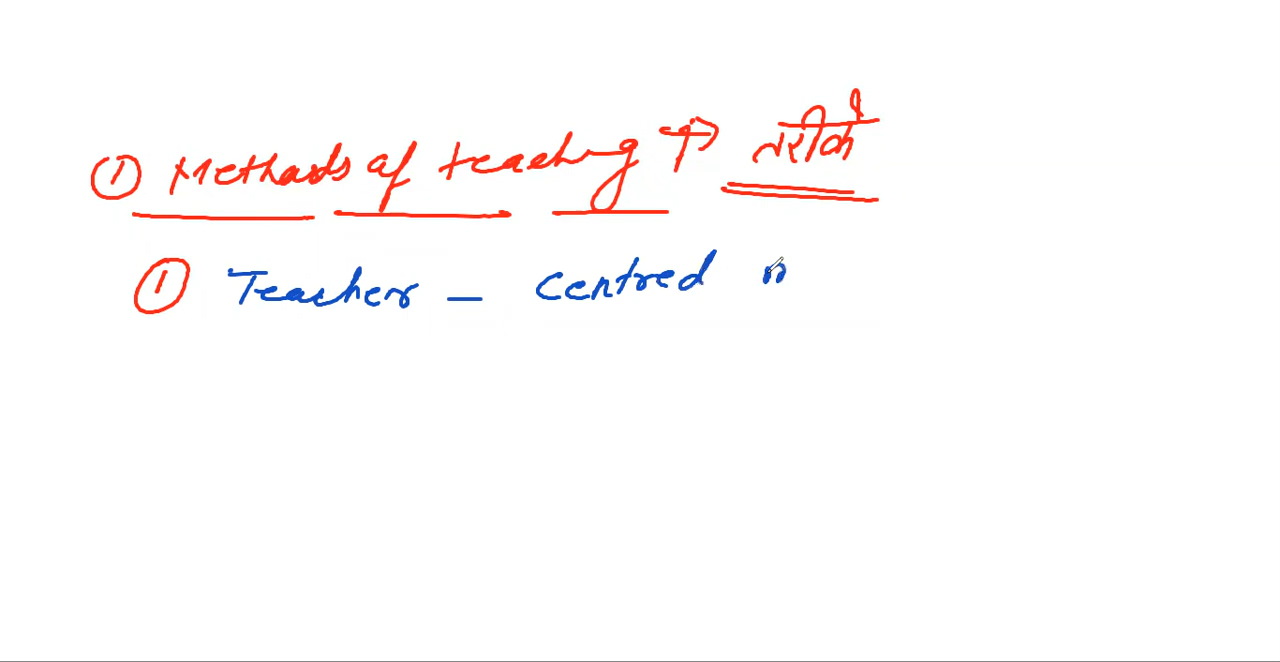 ① Methods of teaching → तरीके
① Teacher - Centred